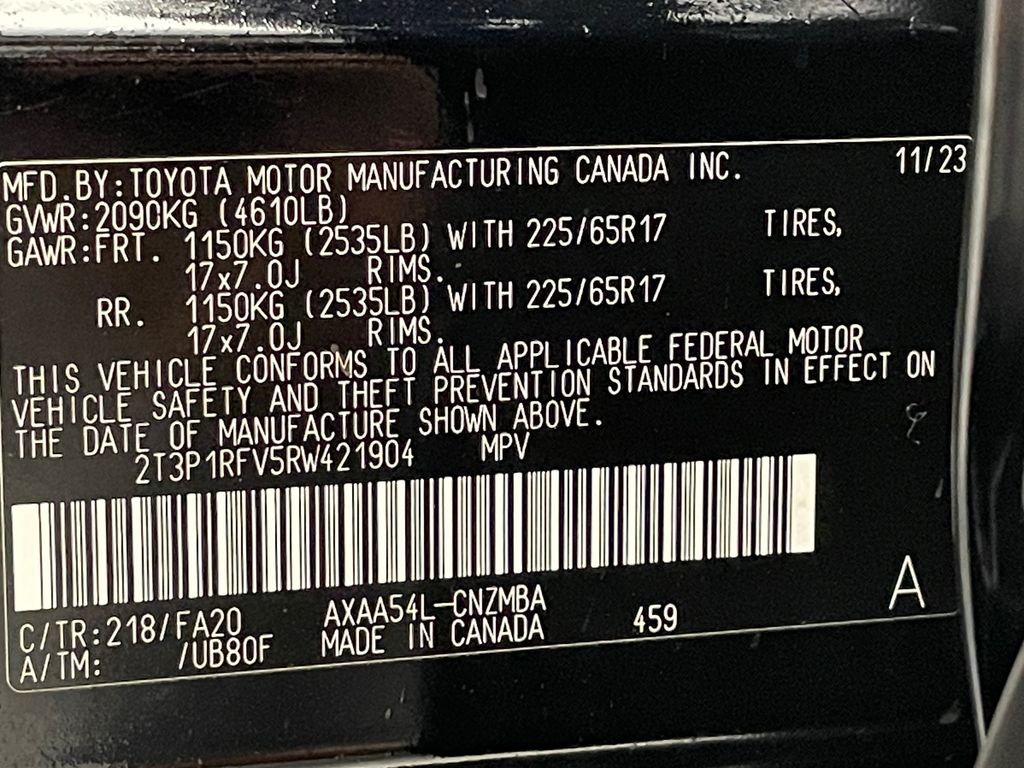 MFD.BY:TOYOTA MOTOR MANUFACTURING CANADA INC. 11/23
GVWR:2090KG (4610LB)
GAWR:FRT. 1150KG (2535LB) WITH 225/65R17 TIRES,
17x7.0J RIMS.
RR. 1150KG (2535LB) WITH 225/65R17 TIRES,
17x7.0J RIMS.
THIS VEHICLE CONFORMS TO ALL APPLICABLE FEDERAL MOTOR
VEHICLE SAFETY AND THEFT PREVENTION STANDARDS IN EFFECT ON
THE DATE OF MANUFACTURE SHOWN ABOVE.
2T3P1RFV5RW421904 MPV
C/TR:218/FA20 AXAA54L-CNZMBA
A/TM: /UB80F MADE IN CANADA 459 A